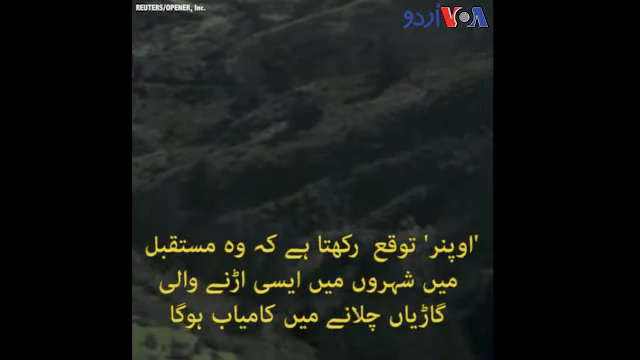 REUTERS/OPENER, Inc.
VOA اُردو
'اوپنر' توقع رکھتا ہے کہ وہ مستقبل
میں شہروں میں ایسی اڑنے والی
گاڑیاں چلانے میں کامیاب ہوگا